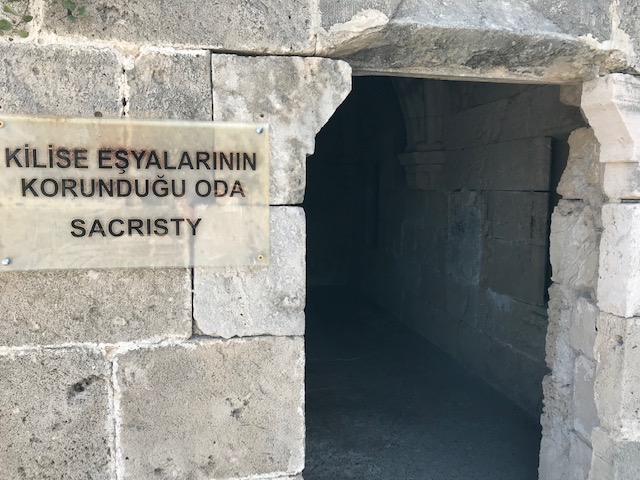 KİLİSE EŞYALARININ
KORUNDUĞU ODA
SACRISTY